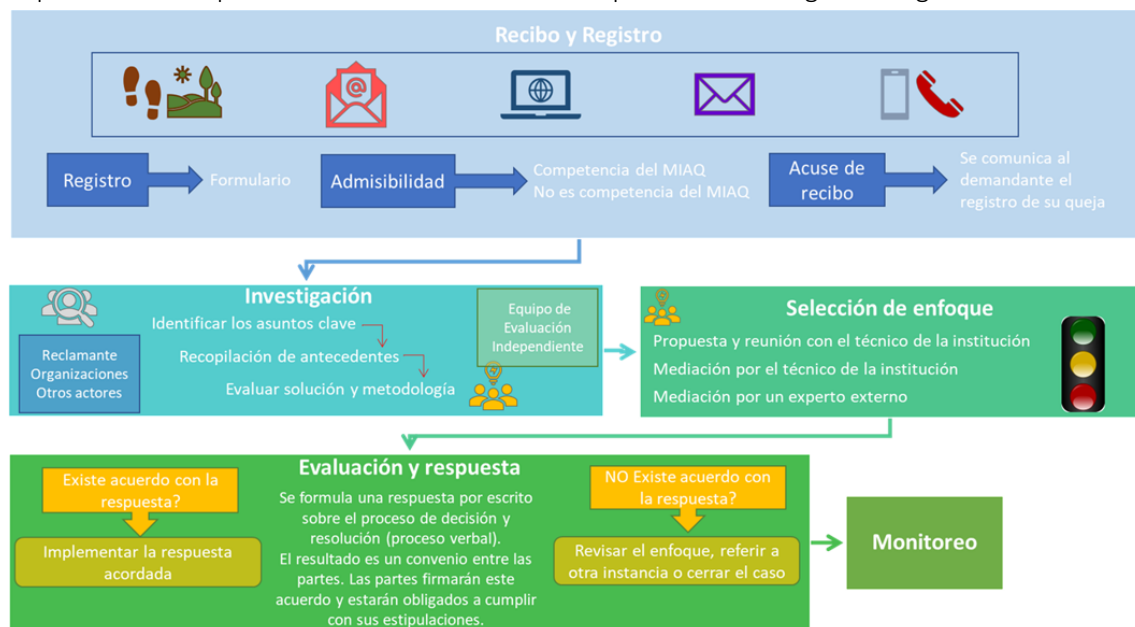 Recibo y Registro
@
Registro
Formulario
Admisibilidad
Competencia del MIAQ
No es competencia del MIAQ
Acuse de
recibo
Se comunica al
demandante el
registro de su queja
Investigación
Reclamante
Organizaciones
Otros actores
Identificar los asuntos clave
Recopilación de antecedentes
Evaluar solución y metodología
Equipo de
Evaluación
Independiente
Selección de enfoque
Propuesta y reunión con el técnico de la institución
Mediación por el técnico de la institución
Mediación por un experto externo
Evaluación y respuesta
Existe acuerdo con la
respuesta?
Implementar la respuesta
acordada
Se formula una respuesta por escrito
sobre el proceso de decisión y
resolución (proceso verbal).
El resultado es un convenio entre las
partes. Las partes firmarán este
acuerdo y estarán obligados a cumplir
con sus estipulaciones.
NO Existe acuerdo con
la respuesta?
Revisar el enfoque, referir a
otra instancia o cerrar el caso
Monitoreo